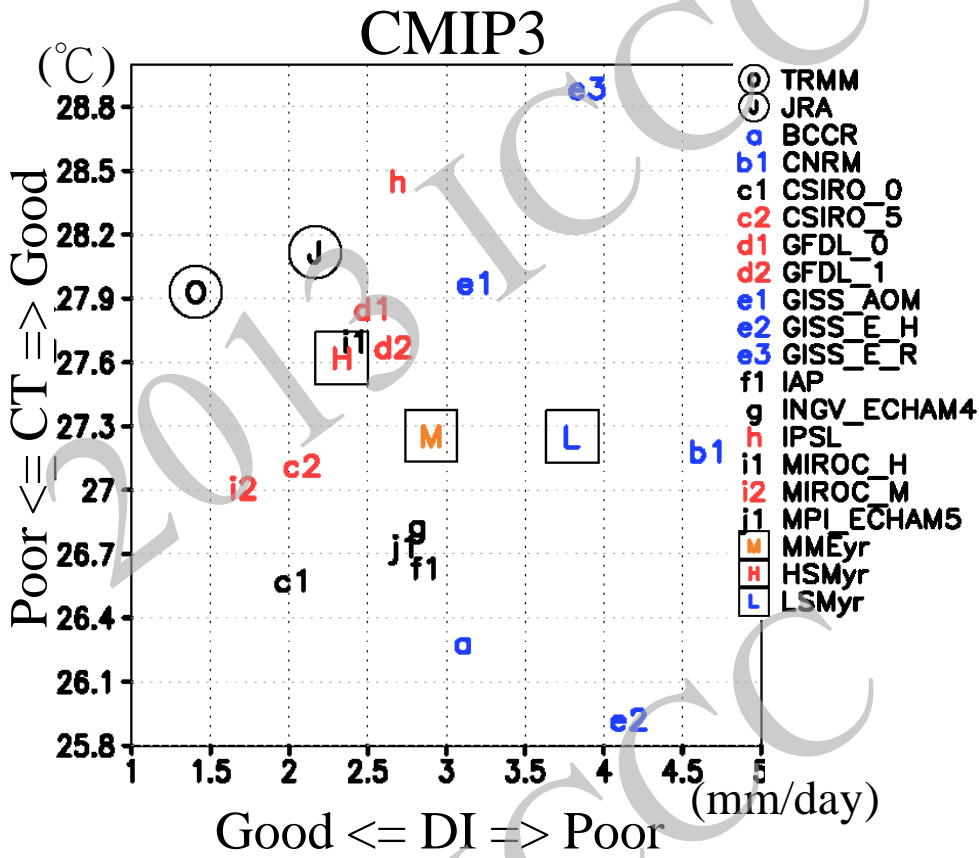 CMIP3
(℃)
28.8
28.5
28.2
27.9
27.6
27.3
27
26.7
26.4
26.1
25.8
Poor <= CT => Good
e3
h
J
O
e1
d1
i1
H
d2
M
L
b1
c2
i2
g
j1
f1
c1
a
e2
1 1.5 2 2.5 3 3.5 4 4.5 5
(mm/day)
Good <= DI => Poor
O TRMM
J JRA
a BCCR
b1 CNRM
c1 CSIRO_0
c2 CSIRO_5
d1 GFDL_0
d2 GFDL_1
e1 GISS_AOM
e2 GISS_E_H
e3 GISS_E_R
f1 IAP
g INGV_ECHAM4
h IPSL
i1 MIROC_H
i2 MIROC_M
j1 MPI_ECHAM5
M MMEyr
H HSMyr
L LSMyr
2013 ICCC
CCC